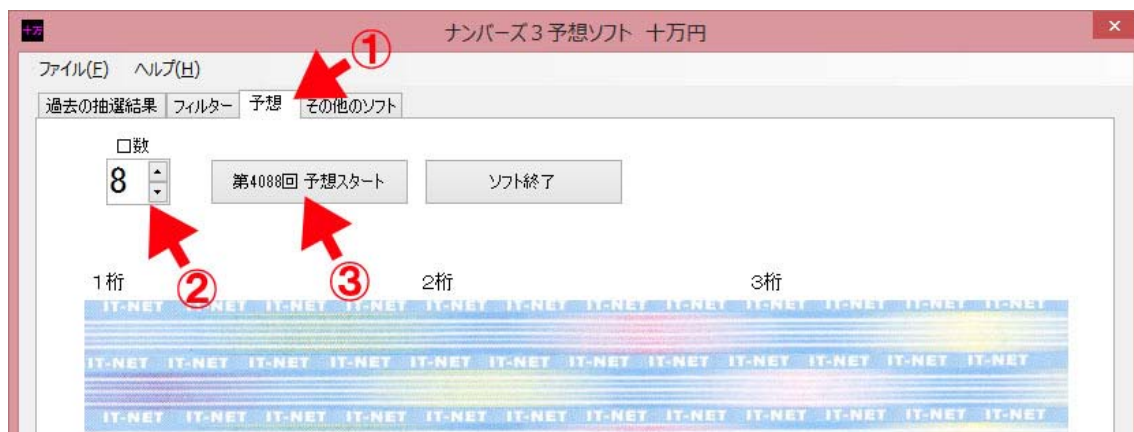 十万 ナンバーズ3予想ソフト 十万円 ×
①
ファイル(F) ヘルプ(H)
過去の抽選結果 フィルター 予想 その他のソフト
口数
8 第4088回 予想スタート ソフト終了
② ③
1桁 2桁 3桁
IT-NET IT-NET IT-NET IT-NET IT-NET IT-NET IT-NET IT-NET IT-NET IT-NET IT-NET IT-NET
IT-NET IT-NET IT-NET IT-NET IT-NET IT-NET IT-NET IT-NET IT-NET IT-NET IT-NET IT-NET
IT-NET IT-NET IT-NET IT-NET IT-NET IT-NET IT-NET IT-NET IT-NET IT-NET IT-NET IT-NET